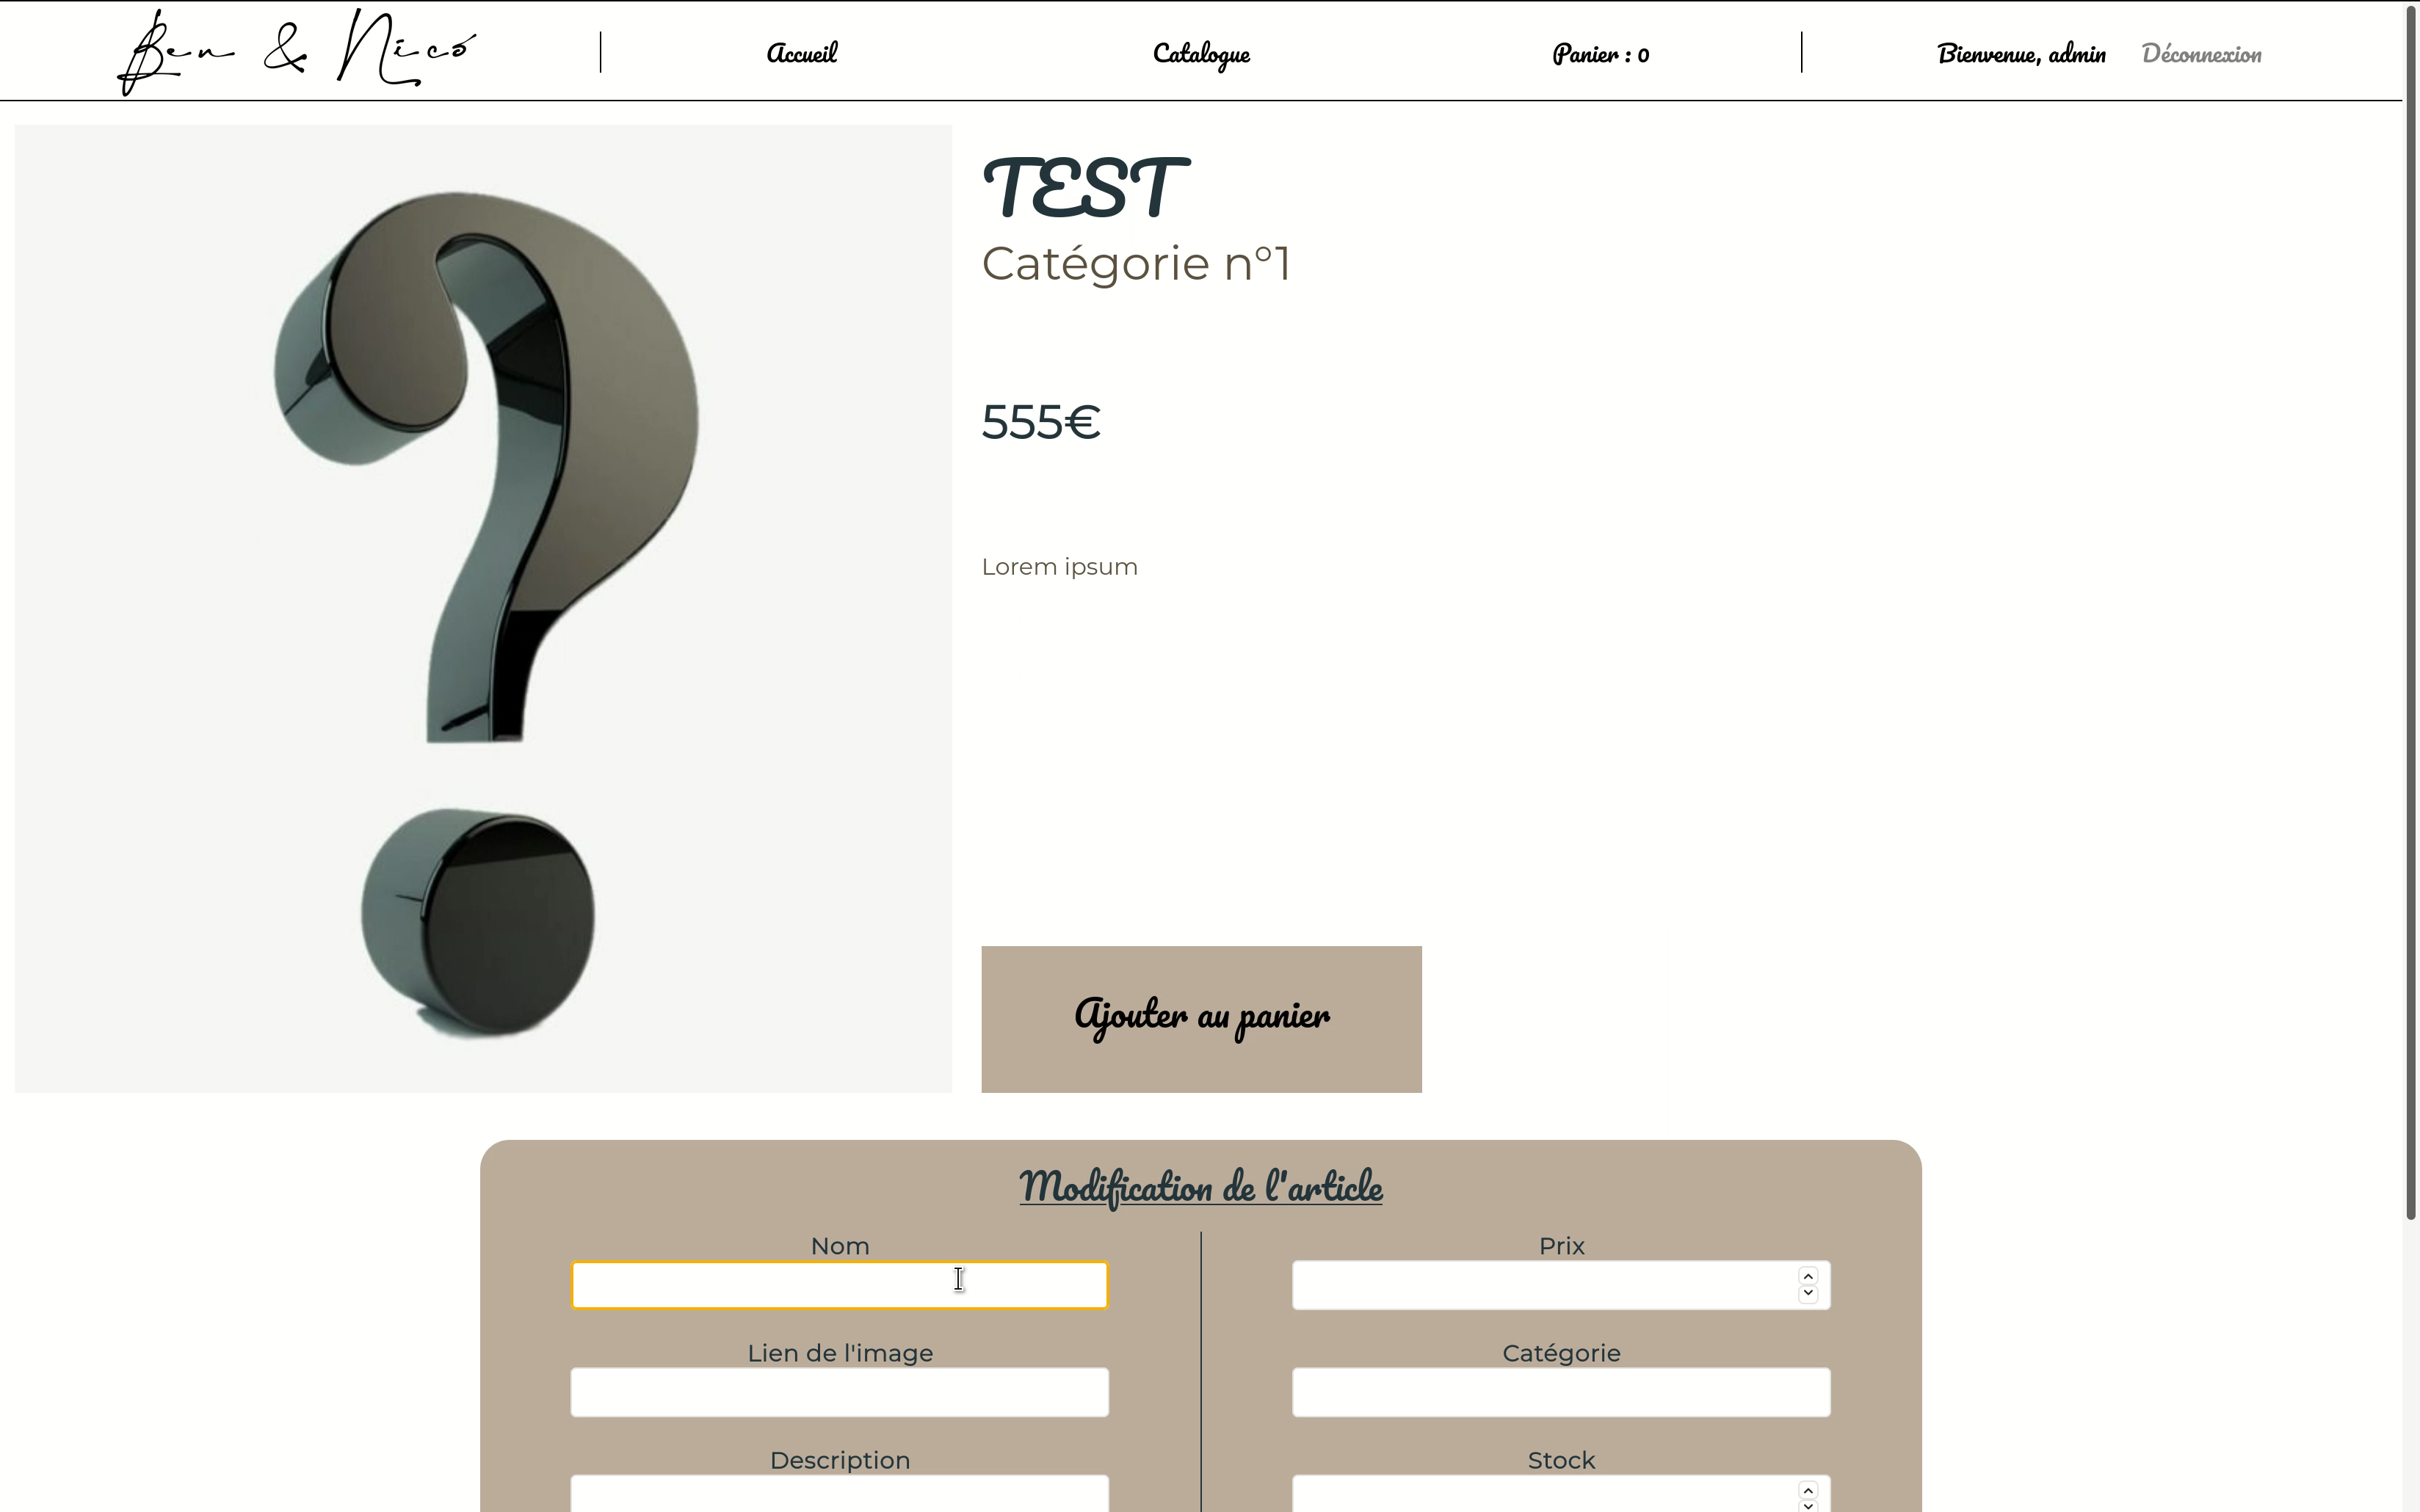 Ben & Nico
Accueil
Catalogue
Panier : 0
Bienvenue, admin
Déconnexion
TEST
Catégorie n°1
555€
Lorem ipsum
Ajouter au panier
Modification de l'article
Nom
Prix
Lien de l'image
Catégorie
Description
Stock